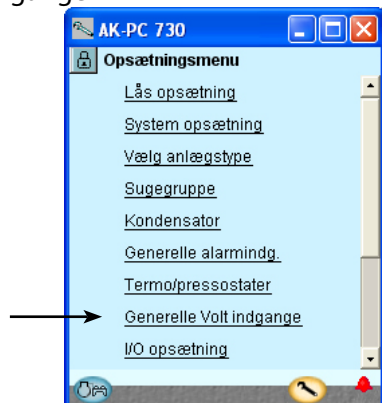 AK-PC 730
Opsætningsmenu
Lås opsætning
System opsætning
Vælg anlægstype
Sugegruppe
Kondensator
Generelle alarmindg.
Termo/pressostater
Generelle Volt indgange
I/O opsætning